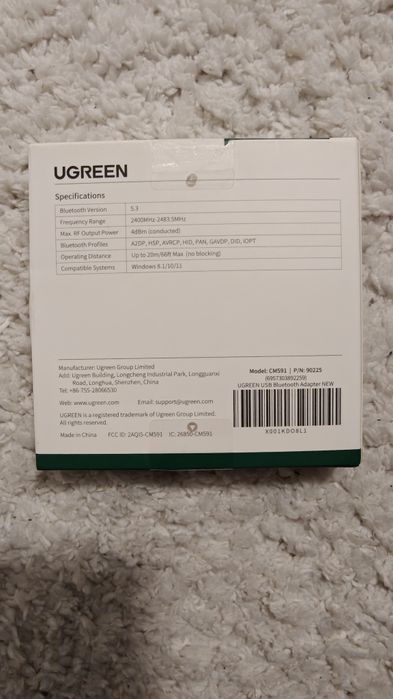 UGREEN
Specifications
Bluetooth Version 5.3
Frequency Range 2400MHz-2483.5MHz
Max. RF Output Power 4dBm (conducted)
Bluetooth Profiles A2DP, HSP, AVRCP, HID, PAN, GAVDP, DID, IOPT
Operating Distance Up to 20m/66ft Max (no blocking)
Compatible Systems Windows 8.1/10/11
Manufacturer: Ugreen Group Limited
Add: Ugreen Building, Longcheng Industrial Park, Longguanxi
Road, Longhua, Shenzhen, China
Tel: +86-755-28066530
Web: www.ugreen.com Email: support@ugreen.com
UGREEN is a registered trademark of Ugreen Group Limited.
All rights reserved.
Made in China FCC ID: 2AQI5-CM591 IC: 26850-CM591
Model: CM591 | P/N: 90225
(6957303892259)
UGREEN USB Bluetooth Adapter NEW
X001KDO8L1